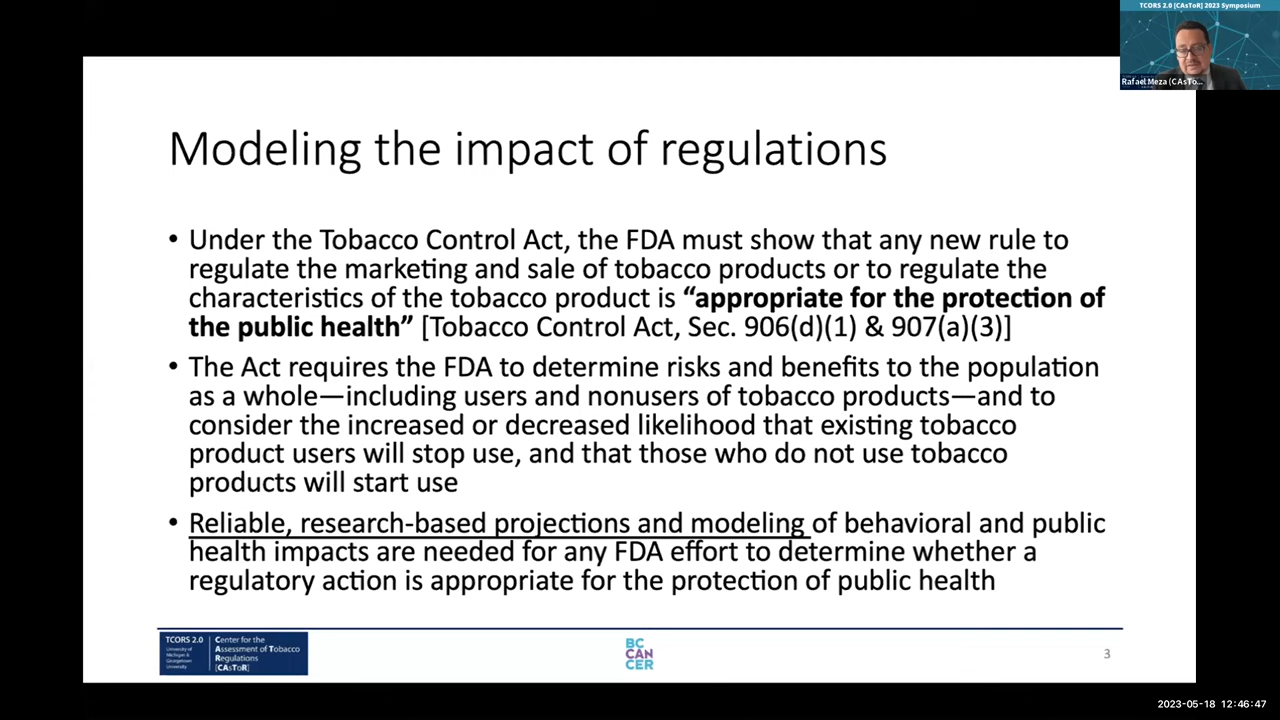 TCORS 2.0 [CAsToR] 2023 Symposium
Rafael Meza (CAsTo...
Modeling the impact of regulations
• Under the Tobacco Control Act, the FDA must show that any new rule to
regulate the marketing and sale of tobacco products or to regulate the
characteristics of the tobacco product is “appropriate for the protection of
the public health” [Tobacco Control Act, Sec. 906(d)(1) & 907(a)(3)]
• The Act requires the FDA to determine risks and benefits to the population
as a whole—including users and nonusers of tobacco products—and to
consider the increased or decreased likelihood that existing tobacco
product users will stop use, and that those who do not use tobacco
products will start use
• Reliable, research-based projections and modeling of behavioral and public
health impacts are needed for any FDA effort to determine whether a
regulatory action is appropriate for the protection of public health
TCORS 2.0
University of
Michigan &
Georgetown
University
Center for the
Assessment of Tobacco
Regulations
[CAsToR]
BC
CAN
CER
3
2023-05-18 12:46:47